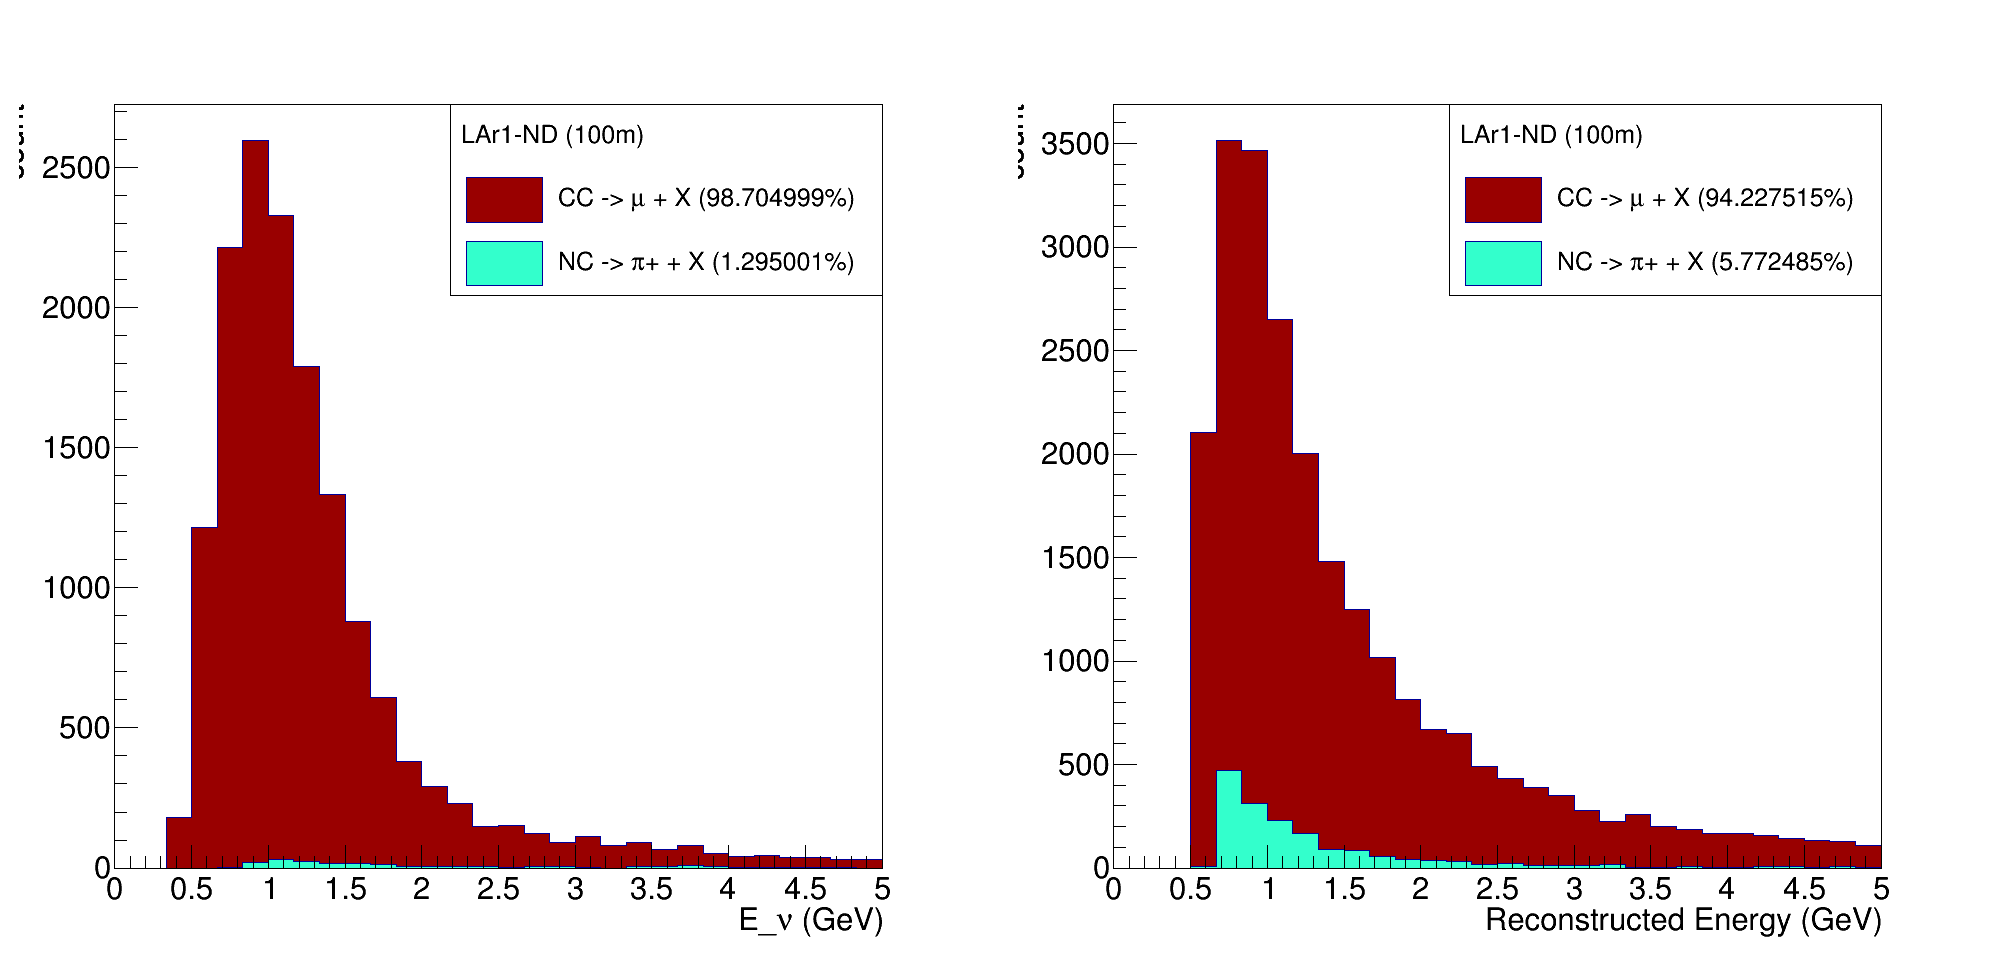 LAr1-ND (100m)
CC -> μ + X (98.704999%)
NC -> π+ + X (1.295001%)
2500
2000
1500
1000
500
0
0 0.5 1 1.5 2 2.5 3 3.5 4 4.5 5
E_ν (GeV)
LAr1-ND (100m)
CC -> μ + X (94.227515%)
NC -> π+ + X (5.772485%)
3500
3000
2500
2000
1500
1000
500
0
0 0.5 1 1.5 2 2.5 3 3.5 4 4.5 5
Reconstructed Energy (GeV)